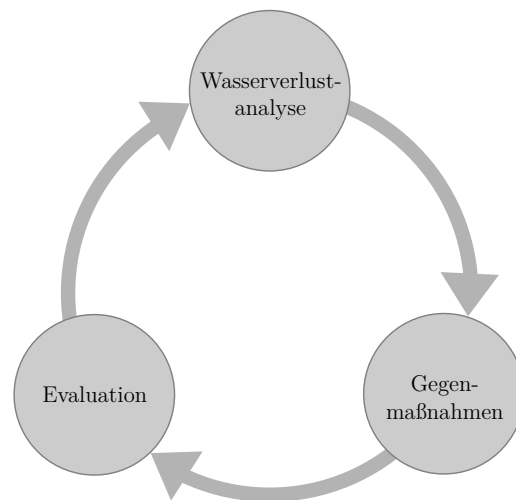 Wasserverlust-
analyse
Gegen-
maßnahmen
Evaluation